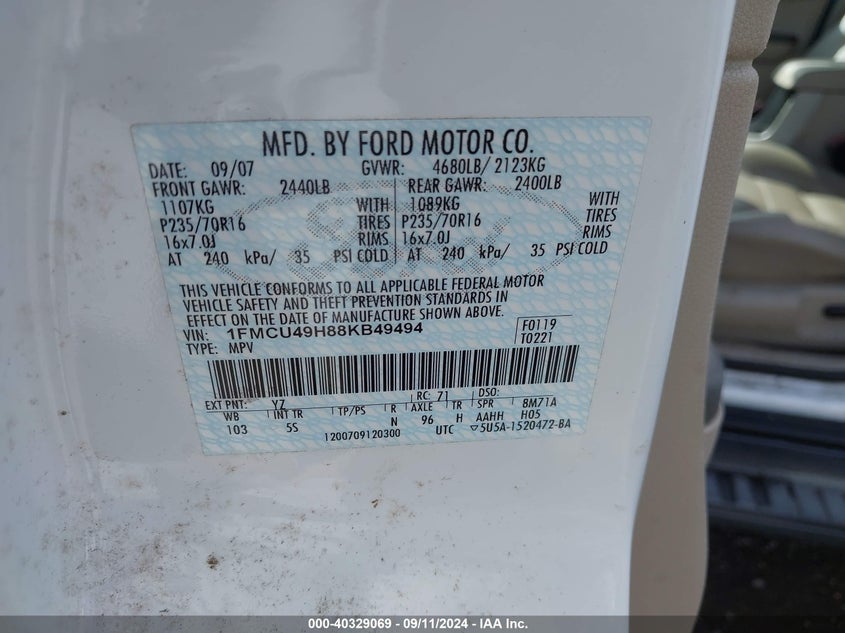 MFD. BY FORD MOTOR CO.
DATE: 09/07 GVWR: 4680LB/ 2123KG
FRONT GAWR: 2440LB REAR GAWR: 2400LB
1107KG WITH 1089KG WITH
P235/70R16 TIRES P235/70R16 TIRES
16x7.0J RIMS 16x7.0J RIMS
AT 240 kPa/ 35 PSI COLD AT 240 kPa/ 35 PSI COLD
THIS VEHICLE CONFORMS TO ALL APPLICABLE FEDERAL MOTOR
VEHICLE SAFETY AND THEFT PREVENTION STANDARDS IN
EFFECT ON THE DATE OF MANUFACTURE SHOWN ABOVE.
VIN: 1FMCU49H88KB49494 F0119
TYPE: MPV T0221
EXT PNT: YZ RC: 71 DSO:
WB INT TR TP/PS R AXLE TR SPR 8M71A
103 5S N 96 H AAHH H05
1200709120300 UTC ▽5U5A-1520472-BA
000-40329069 - 09/11/2024 - IAA Inc.